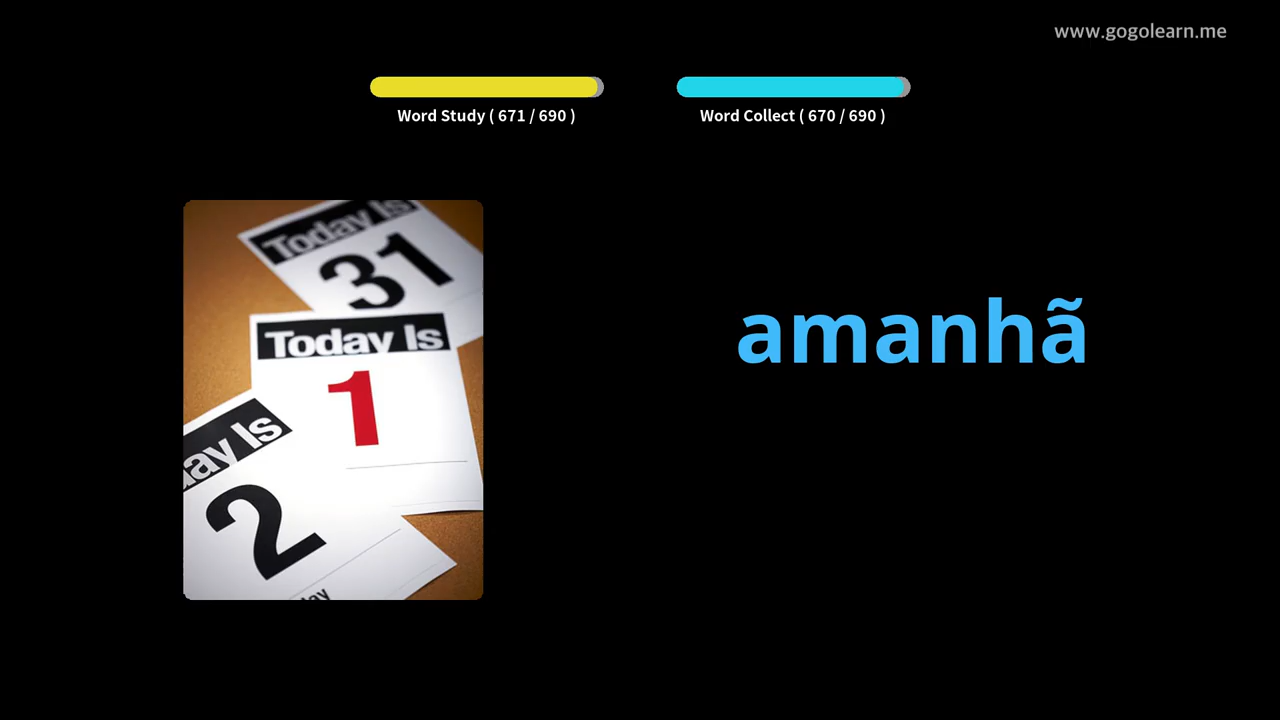 www.gogolearn.me
Word Study ( 671 / 690 )
Word Collect ( 670 / 690 )
Today Is
31
Today Is
1
ay Is
2
amanhã